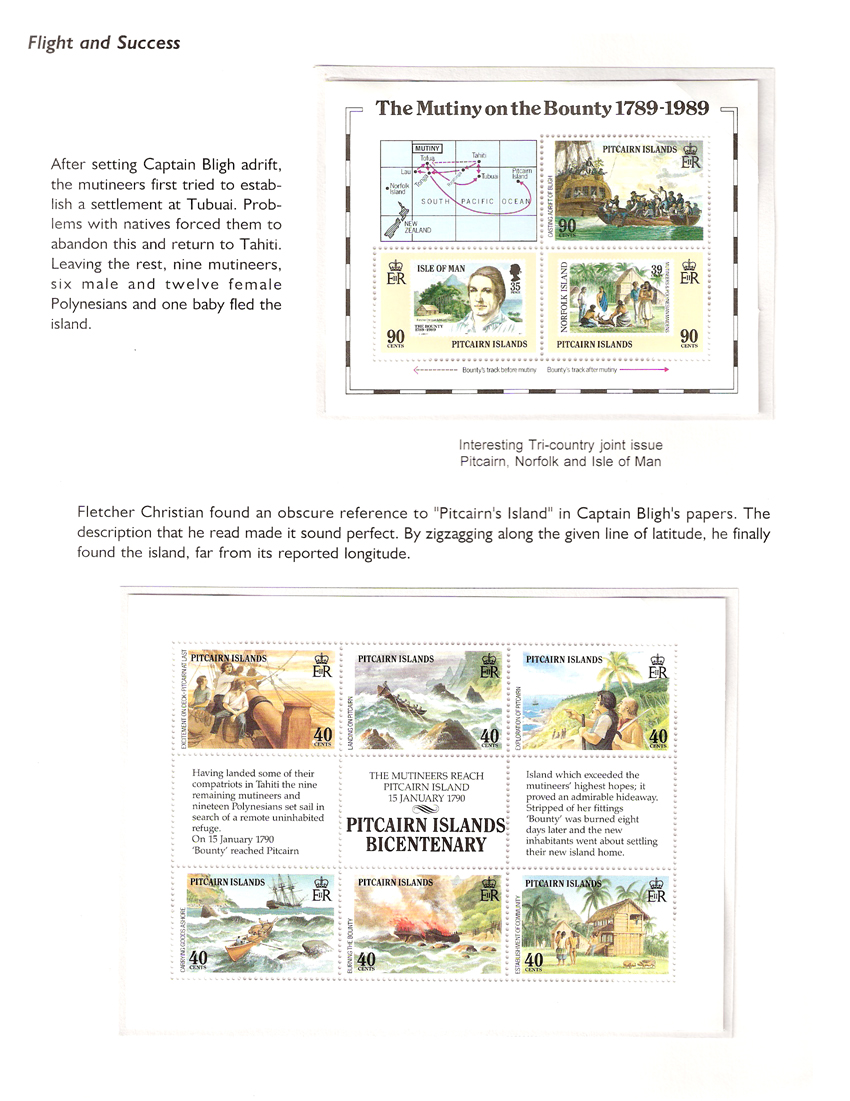 Flight and Success
After setting Captain Bligh adrift,
the mutineers first tried to estab-
lish a settlement at Tubuai. Prob-
lems with natives forced them to
abandon this and return to Tahiti.
Leaving the rest, nine mutineers,
six male and twelve female
Polynesians and one baby fled the
island.
The Mutiny on the Bounty 1789-1989
MUTINY
Tofua
Tahiti
Lau
Tubuai
Pitcairn
Island
Norfolk
Island
SOUTH PACIFIC OCEAN
NEW
ZEALAND
PITCAIRN ISLANDS
EIIR
CASTING ADRIFT OF BLIGH
90
CENTS
EIIR
ISLE OF MAN
35
THE BOUNTY
1789-1989
90
CENTS
PITCAIRN ISLANDS
NORFOLK ISLAND
39
EIIR
PITCAIRN ISLANDS
90
CENTS
Bounty's track before mutiny
Bounty's track after mutiny
Interesting Tri-country joint issue
Pitcairn, Norfolk and Isle of Man
Fletcher Christian found an obscure reference to "Pitcairn's Island" in Captain Bligh's papers. The
description that he read made it sound perfect. By zigzagging along the given line of latitude, he finally
found the island, far from its reported longitude.
PITCAIRN ISLANDS
EIIR
EXCITEMENT ON DECK-PITCAIRN AT LAST
40
CENTS
PITCAIRN ISLANDS
EIIR
LANDING ON PITCAIRN
40
CENTS
PITCAIRN ISLANDS
EIIR
EXPLORATION OF PITCAIRN
40
CENTS
Having landed some of their
compatriots in Tahiti the nine
remaining mutineers and
nineteen Polynesians set sail in
search of a remote uninhabited
refuge.
On 15 January 1790
'Bounty' reached Pitcairn
THE MUTINEERS REACH
PITCAIRN ISLAND
15 JANUARY 1790
PITCAIRN ISLANDS
BICENTENARY
Island which exceeded the
mutineers' highest hopes; it
proved an admirable hideaway.
Stripped of her fittings
'Bounty' was burned eight
days later and the new
inhabitants went about settling
their new island home.
PITCAIRN ISLANDS
EIIR
CARRYING GOODS ASHORE
40
CENTS
PITCAIRN ISLANDS
EIIR
BURNING THE BOUNTY
40
CENTS
PITCAIRN ISLANDS
EIIR
ESTABLISHMENT OF COMMUNITY
40
CENTS